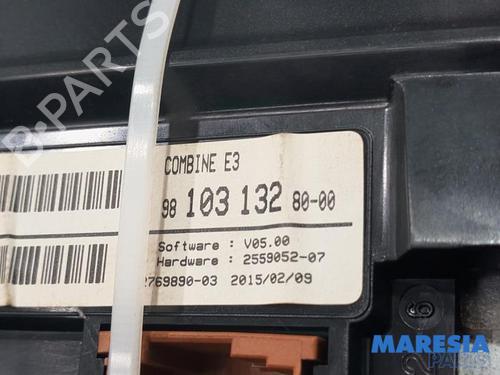 B-PARTS
COMBINE E3
98 103 132 80-00
Software : V05.00
Hardware : 2559052-07
2769890-03 2015/02/09
MARESIA
PARTS